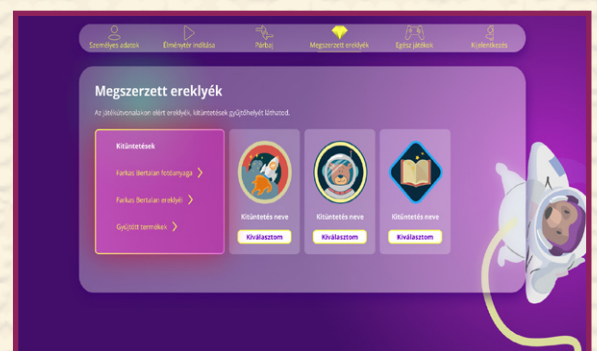 Személyes adatok
Élménytér indítása
Párbaj
Megszerzett ereklyék
Egész játékok
Kijelentkezés
Megszerzett ereklyék
Az játékútvonalakon elért ereklyék, kitüntetések gyűjtőhelyét láthatod.
Kitüntetések
Farkas Bertalan fotóanyaga
Farkas Bertalan ereklyéi
Gyűjtött termékek
Kitüntetés neve
Kitüntetés neve
Kitüntetés neve
Kiválasztom
Kiválasztom
Kiválasztom